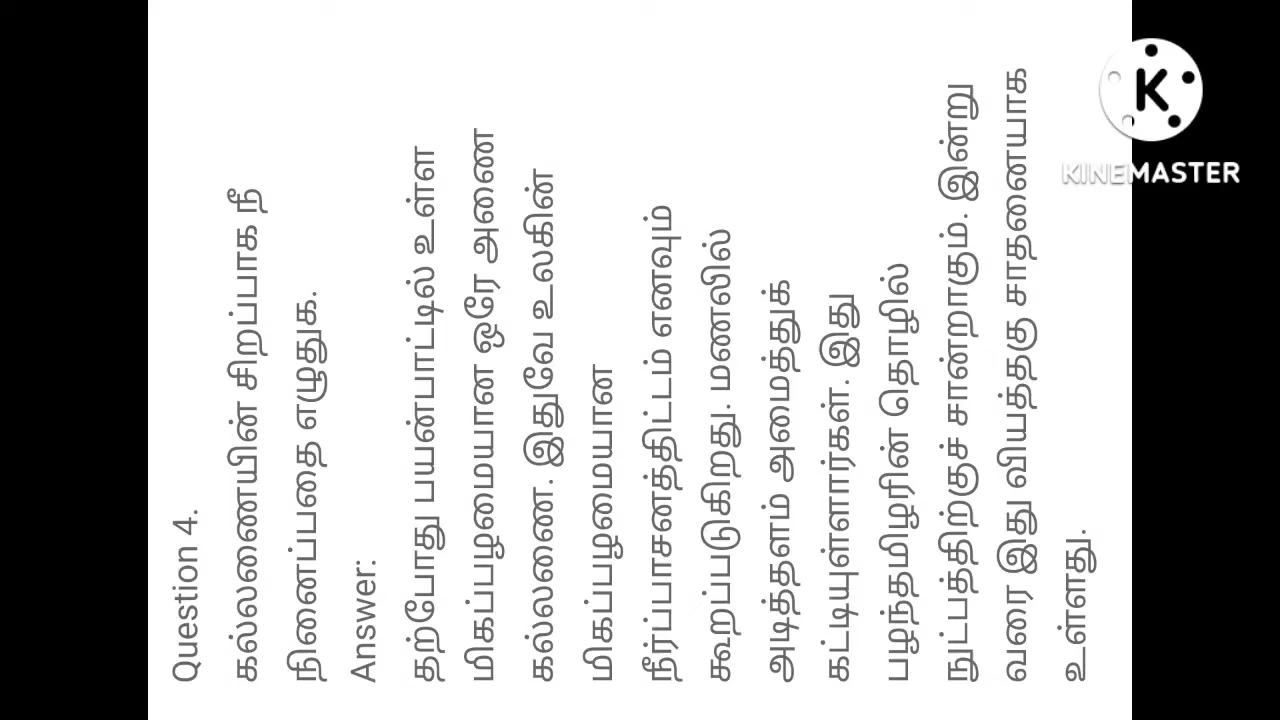 Question 4.
கல்லணையின் சிறப்பாக நீ
நினைப்பதை எழுதுக.
Answer:
தற்போது பயன்பாட்டில் உள்ள
மிகப்பழமையான ஒரே அணை
கல்லணை. இதுவே உலகின்
மிகப்பழமையான
நீர்ப்பாசனத்திட்டம் எனவும்
கூறப்படுகிறது. மணலில்
அடித்தளம் அமைத்துக்
கட்டியுள்ளார்கள். இது
பழந்தமிழரின் தொழில்
நுட்பத்திற்குச் சான்றாகும். இன்று
வரை இது வியத்தகு சாதனையாக
உள்ளது.
K
KINEMASTER